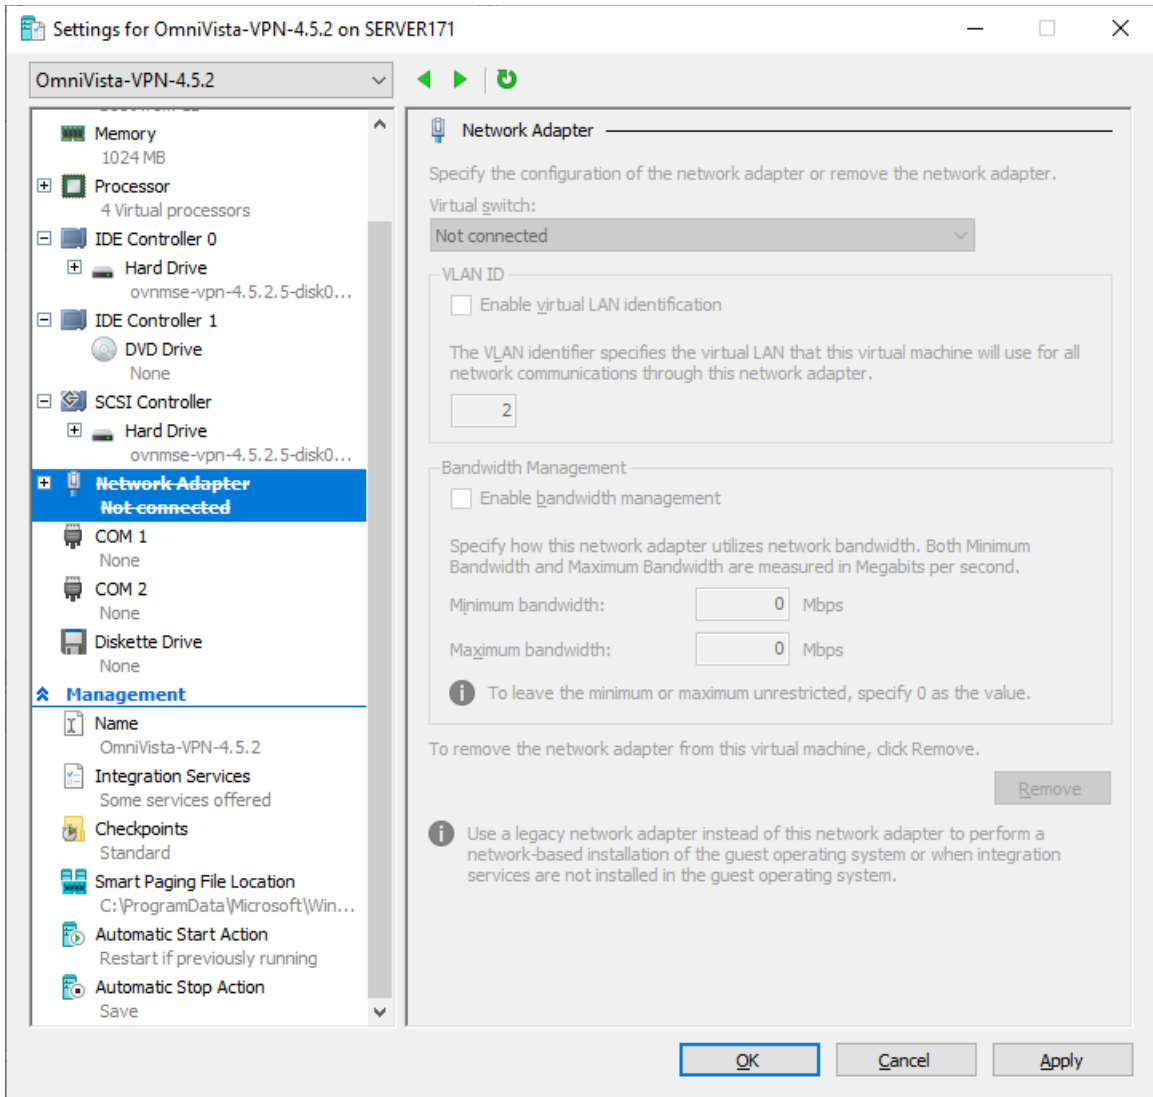 Settings for OmniVista-VPN-4.5.2 on SERVER171
OmniVista-VPN-4.5.2
Memory
1024 MB
Processor
4 Virtual processors
IDE Controller 0
Hard Drive
ovnmse-vpn-4.5.2.5-disk0...
IDE Controller 1
DVD Drive
None
SCSI Controller
Hard Drive
ovnmse-vpn-4.5.2.5-disk0...
Network Adapter
Not connected
COM 1
None
COM 2
None
Diskette Drive
None
Management
Name
OmniVista-VPN-4.5.2
Integration Services
Some services offered
Checkpoints
Standard
Smart Paging File Location
C:\ProgramData\Microsoft\Win...
Automatic Start Action
Restart if previously running
Automatic Stop Action
Save
Network Adapter
Specify the configuration of the network adapter or remove the network adapter.
Virtual switch:
Not connected
VLAN ID
Enable virtual LAN identification
The VLAN identifier specifies the virtual LAN that this virtual machine will use for all
network communications through this network adapter.
2
Bandwidth Management
Enable bandwidth management
Specify how this network adapter utilizes network bandwidth. Both Minimum
Bandwidth and Maximum Bandwidth are measured in Megabits per second.
Minimum bandwidth: 0 Mbps
Maximum bandwidth: 0 Mbps
To leave the minimum or maximum unrestricted, specify 0 as the value.
To remove the network adapter from this virtual machine, click Remove.
Remove
Use a legacy network adapter instead of this network adapter to perform a
network-based installation of the guest operating system or when integration
services are not installed in the guest operating system.
OK Cancel Apply